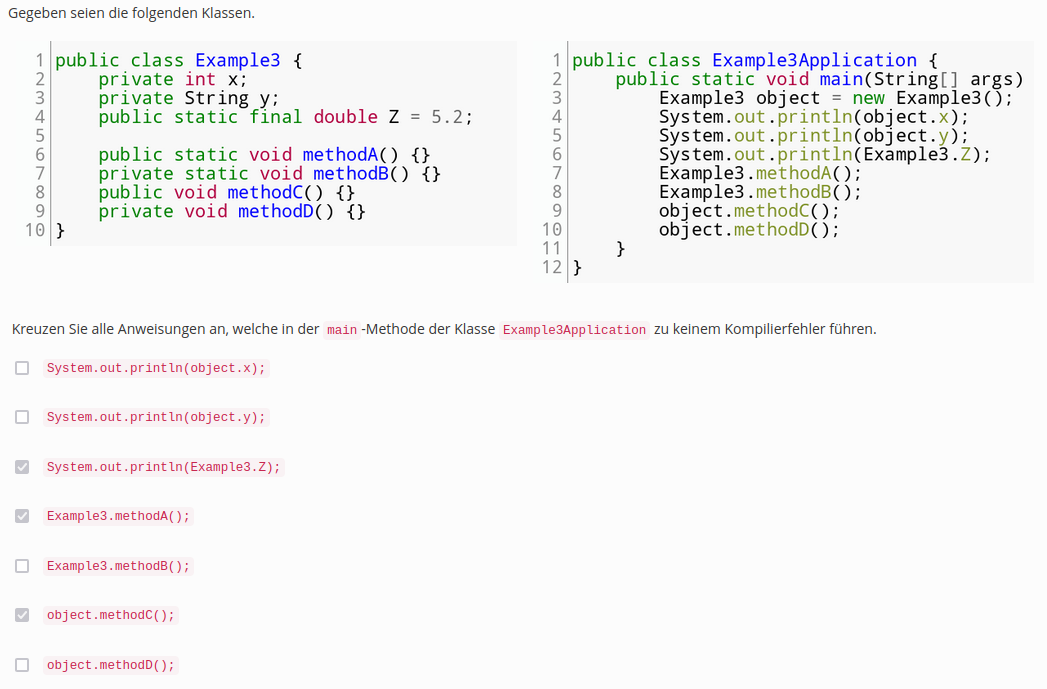 Gegeben seien die folgenden Klassen.
1 public class Example3 {
2     private int x;
3     private String y;
4     public static final double Z = 5.2;
5
6     public static void methodA() {}
7     private static void methodB() {}
8     public void methodC() {}
9     private void methodD() {}
10 }
1 public class Example3Application {
2     public static void main(String[] args)
3         Example3 object = new Example3();
4         System.out.println(object.x);
5         System.out.println(object.y);
6         System.out.println(Example3.Z);
7         Example3.methodA();
8         Example3.methodB();
9         object.methodC();
10         object.methodD();
11     }
12 }
Kreuzen Sie alle Anweisungen an, welche in der main -Methode der Klasse Example3Application zu keinem Kompilierfehler führen.
System.out.println(object.x);
System.out.println(object.y);
System.out.println(Example3.Z);
Example3.methodA();
Example3.methodB();
object.methodC();
object.methodD();